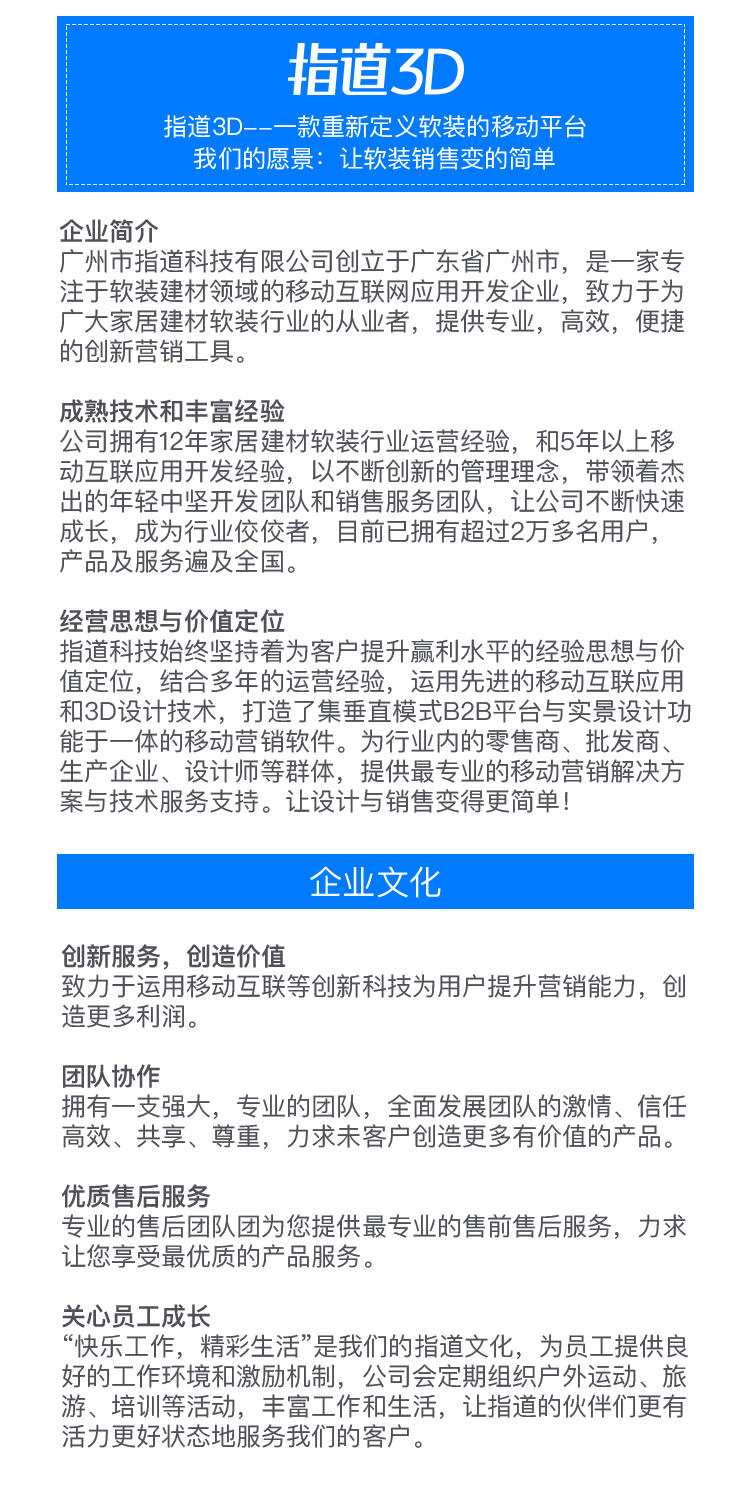 指道3D
指道3D--一款重新定义软装的移动平台
我们的愿景：让软装销售变的简单
企业简介
广州市指道科技有限公司创立于广东省广州市，是一家专
注于软装建材领域的移动互联网应用开发企业，致力于为
广大家居建材软装行业的从业者，提供专业，高效，便捷
的创新营销工具。
成熟技术和丰富经验
公司拥有12年家居建材软装行业运营经验，和5年以上移
动互联应用开发经验，以不断创新的管理理念，带领着杰
出的年轻中坚开发团队和销售服务团队，让公司不断快速
成长，成为行业佼佼者，目前已拥有超过2万多名用户，
产品及服务遍及全国。
经营思想与价值定位
指道科技始终坚持着为客户提升赢利水平的经验思想与价
值定位，结合多年的运营经验，运用先进的移动互联应用
和3D设计技术，打造了集垂直模式B2B平台与实景设计功
能于一体的移动营销软件。为行业内的零售商、批发商、
生产企业、设计师等群体，提供最专业的移动营销解决方
案与技术服务支持。让设计与销售变得更简单！
企业文化
创新服务，创造价值
致力于运用移动互联等创新科技为用户提升营销能力，创
造更多利润。
团队协作
拥有一支强大，专业的团队，全面发展团队的激情、信任
高效、共享、尊重，力求未客户创造更多有价值的产品。
优质售后服务
专业的售后团队团为您提供最专业的售前售后服务，力求
让您享受最优质的产品服务。
关心员工成长
“快乐工作，精彩生活”是我们的指道文化，为员工提供良
好的工作环境和激励机制，公司会定期组织户外运动、旅
游、培训等活动，丰富工作和生活，让指道的伙伴们更有
活力更好状态地服务我们的客户。